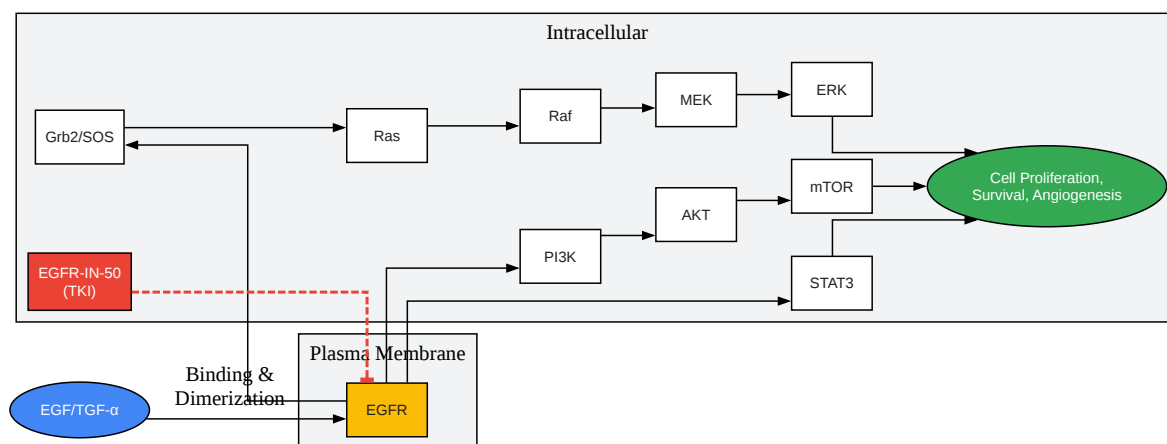 Intracellular
Grb2/SOS
Ras
Raf
MEK
ERK
PI3K
AKT
mTOR
STAT3
Cell Proliferation,
Survival, Angiogenesis
EGFR-IN-50
(TKI)
Plasma Membrane
Binding &
Dimerization
EGF/TGF-α
EGFR